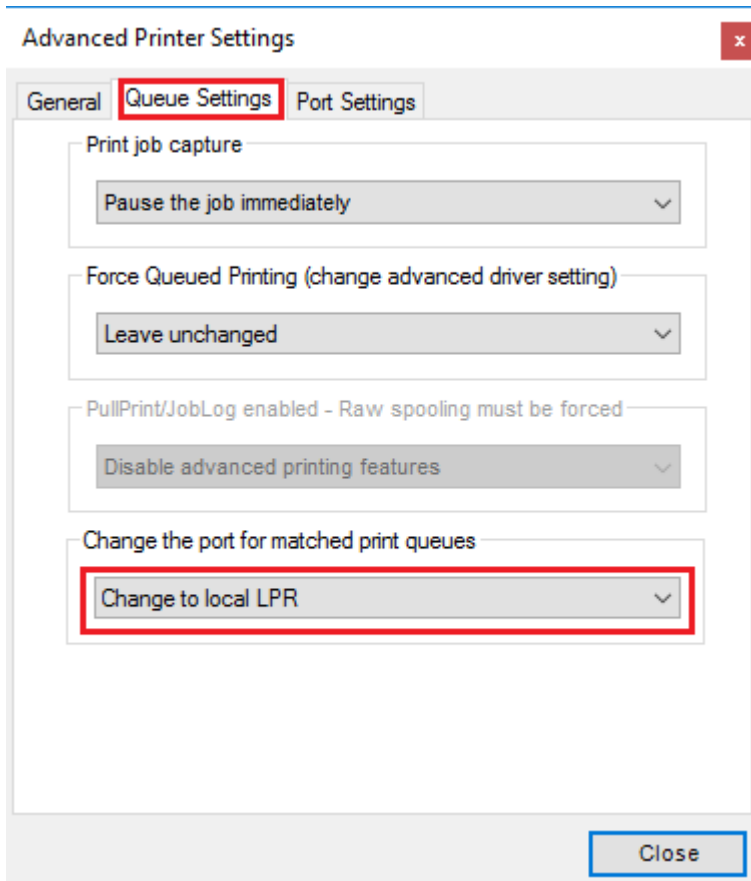 Advanced Printer Settings
x
General Queue Settings Port Settings
Print job capture
Pause the job immediately
Force Queued Printing (change advanced driver setting)
Leave unchanged
PullPrint/JobLog enabled - Raw spooling must be forced
Disable advanced printing features
Change the port for matched print queues
Change to local LPR
Close